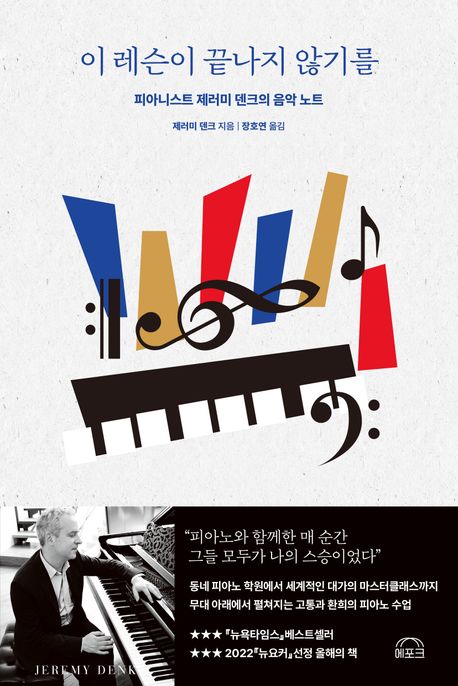 이 레슨이 끝나지 않기를
피아니스트 제러미 덴크의 음악 노트
제러미 덴크 지음 | 장호연 옮김
“피아노와 함께한 매 순간
그들 모두가 나의 스승이었다”
동네 피아노 학원에서 세계적인 대가의 마스터클래스까지
무대 아래에서 펼쳐지는 고통과 환희의 피아노 수업
★★★ 『뉴욕타임스』베스트셀러
★★★ 2022『뉴요커』선정 올해의 책
에포크
JEREMY DENK